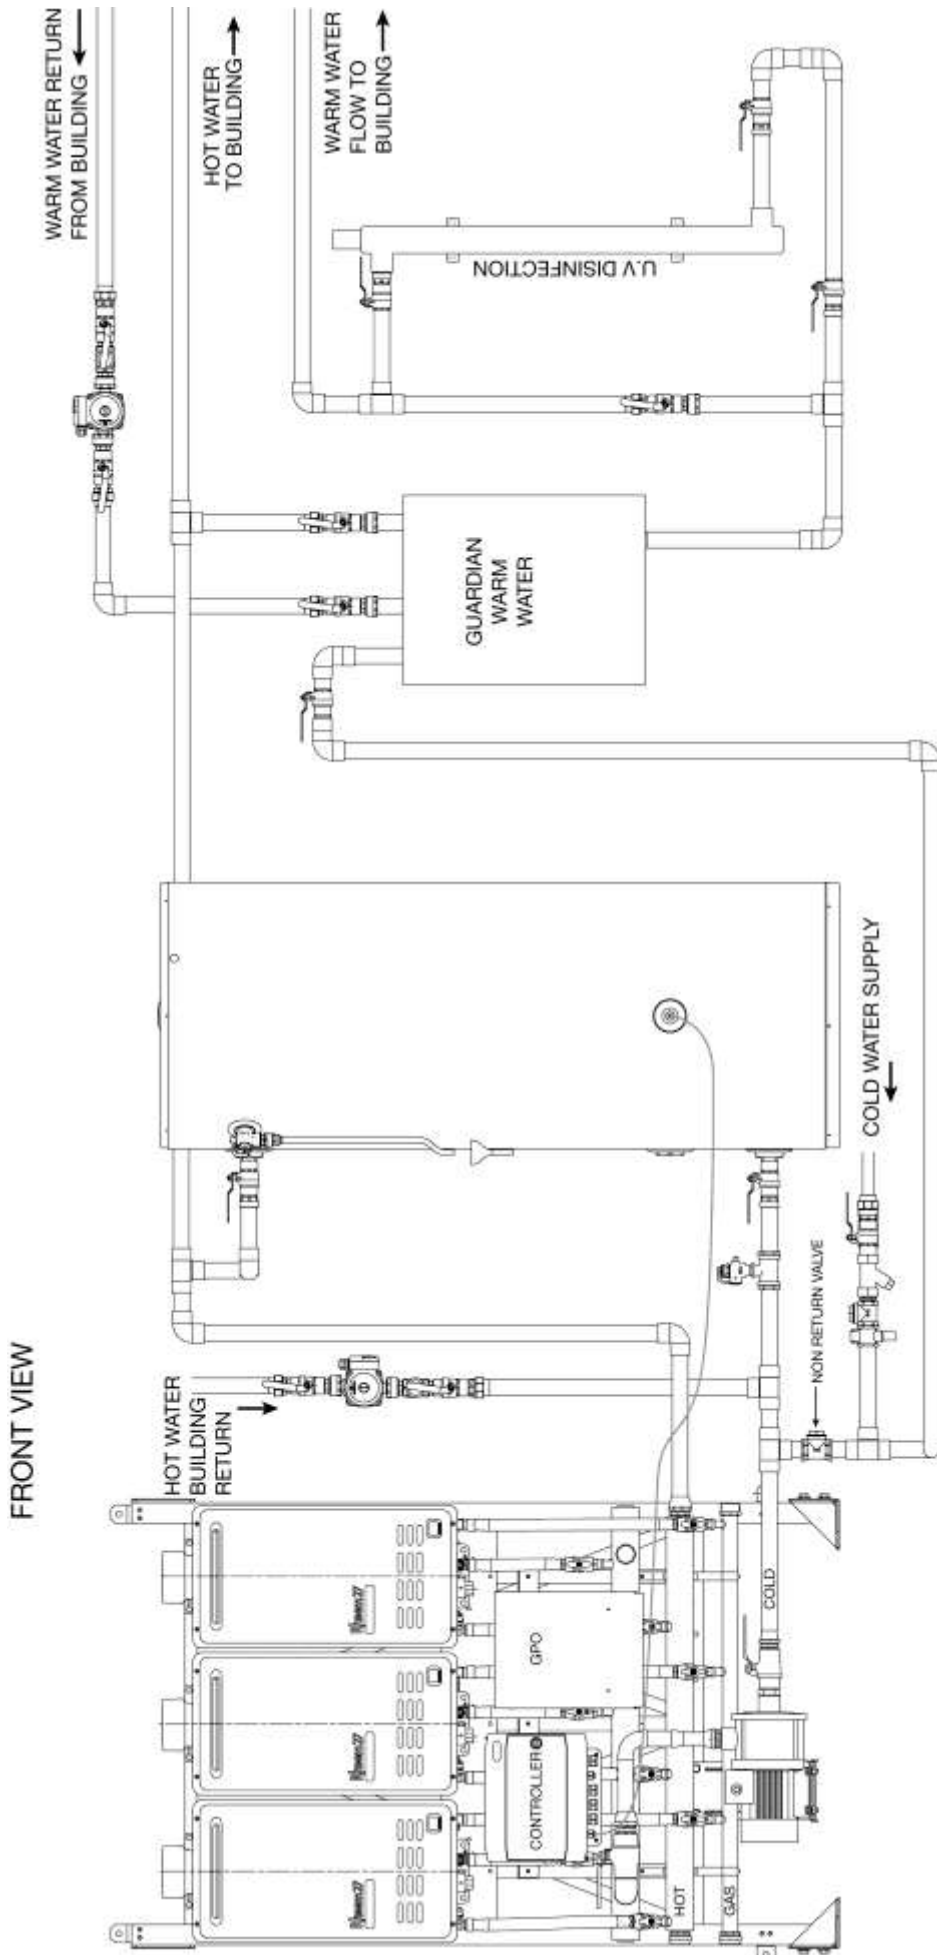 FRONT VIEW
HOT WATER
BUILDING
RETURN
WARM WATER RETURN
FROM BUILDING
HOT WATER
TO BUILDING
WARM WATER
FLOW TO
BUILDING
GUARDIAN
WARM
WATER
U.V DISINFECTION
COLD WATER SUPPLY
NON RETURN VALVE
CONTROLLER
GPO
HOT
GAS
COLD